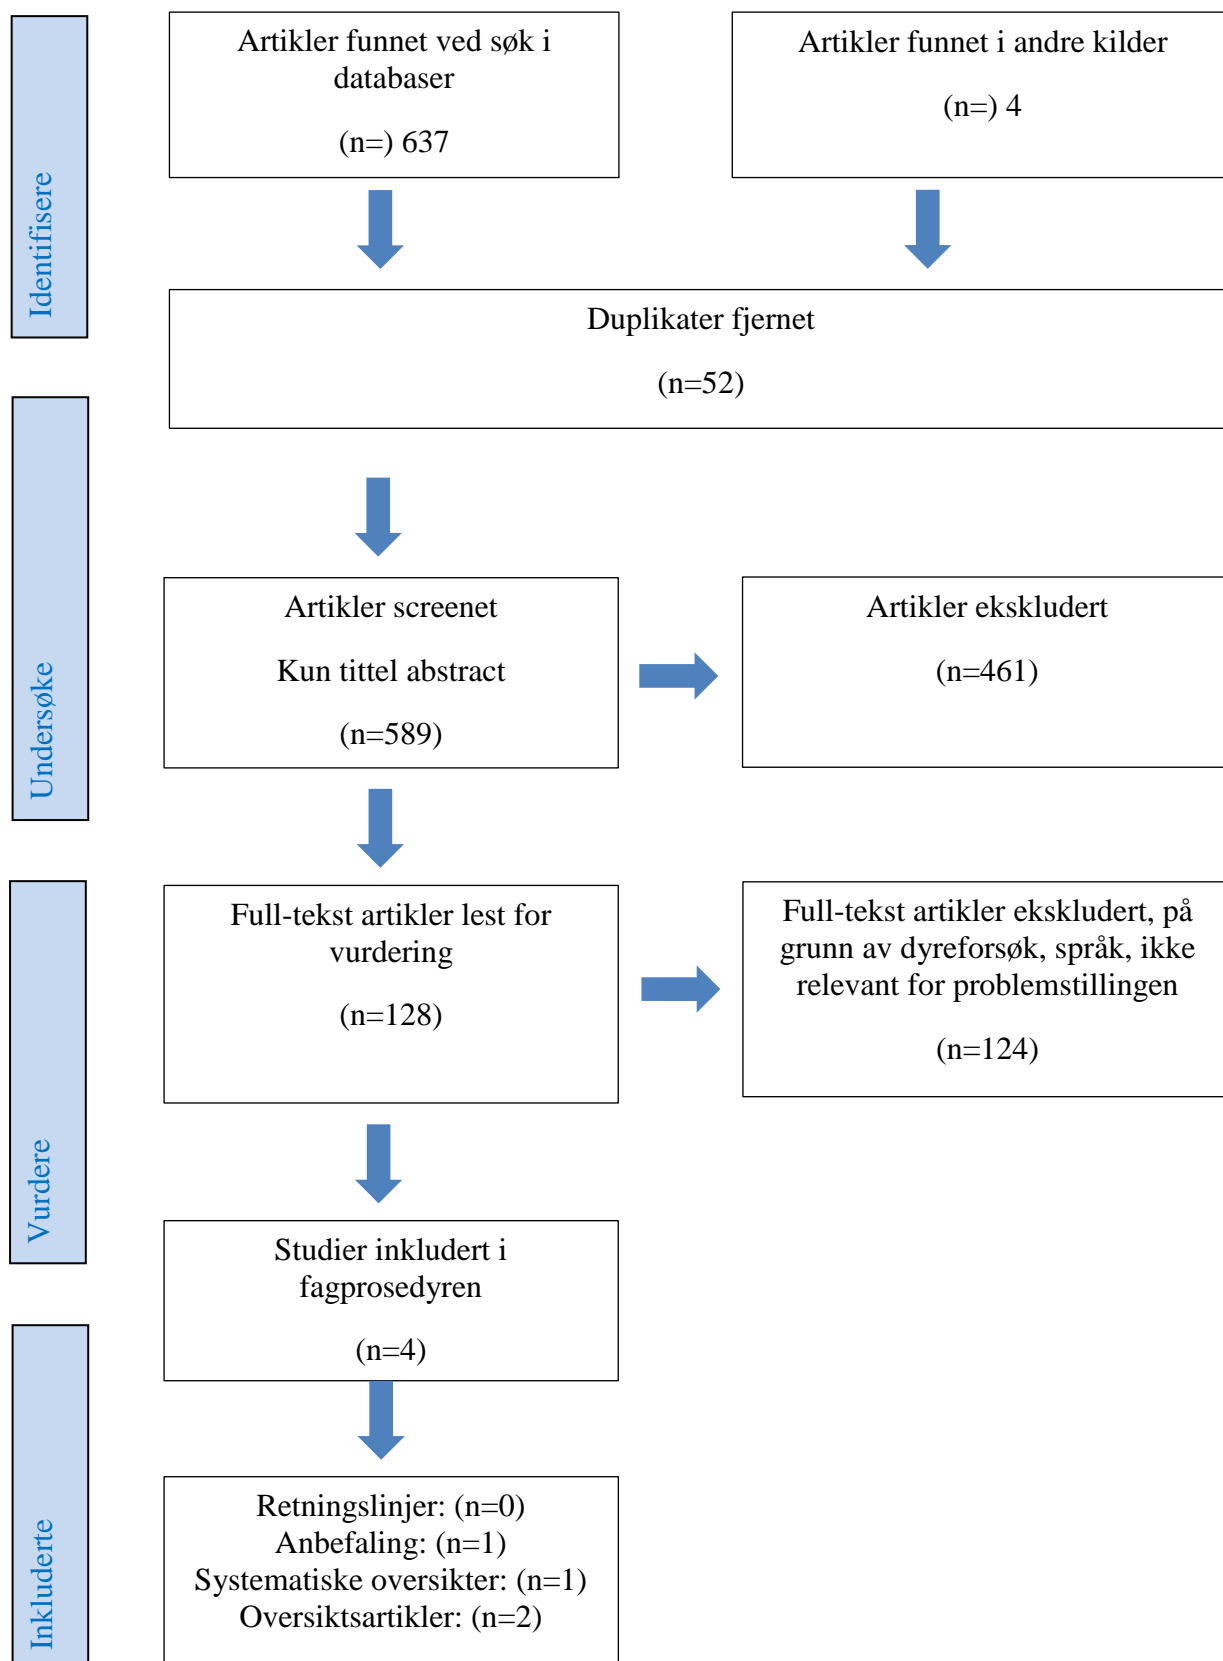 Identifisere
Artikler funnet ved søk i
databaser
(n=) 637
Artikler funnet i andre kilder
(n=) 4
Duplikater fjernet
(n=52)
Undersøke
Artikler screenet
Kun tittel abstract
(n=589)
Artikler ekskludert
(n=461)
Vurdere
Full-tekst artikler lest for
vurdering
(n=128)
Full-tekst artikler ekskludert, på
grunn av dyreforsøk, språk, ikke
relevant for problemstillingen
(n=124)
Studier inkludert i
fagprosedyren
(n=4)
Inkluderte
Retningslinjer: (n=0)
Anbefaling: (n=1)
Systematiske oversikter: (n=1)
Oversiktsartikler: (n=2)